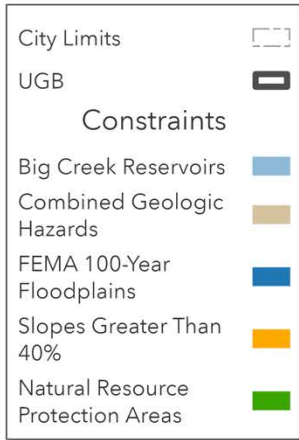 City Limits
UGB
Constraints
Big Creek Reservoirs
Combined Geologic
Hazards
FEMA 100-Year
Floodplains
Slopes Greater Than
40%
Natural Resource
Protection Areas